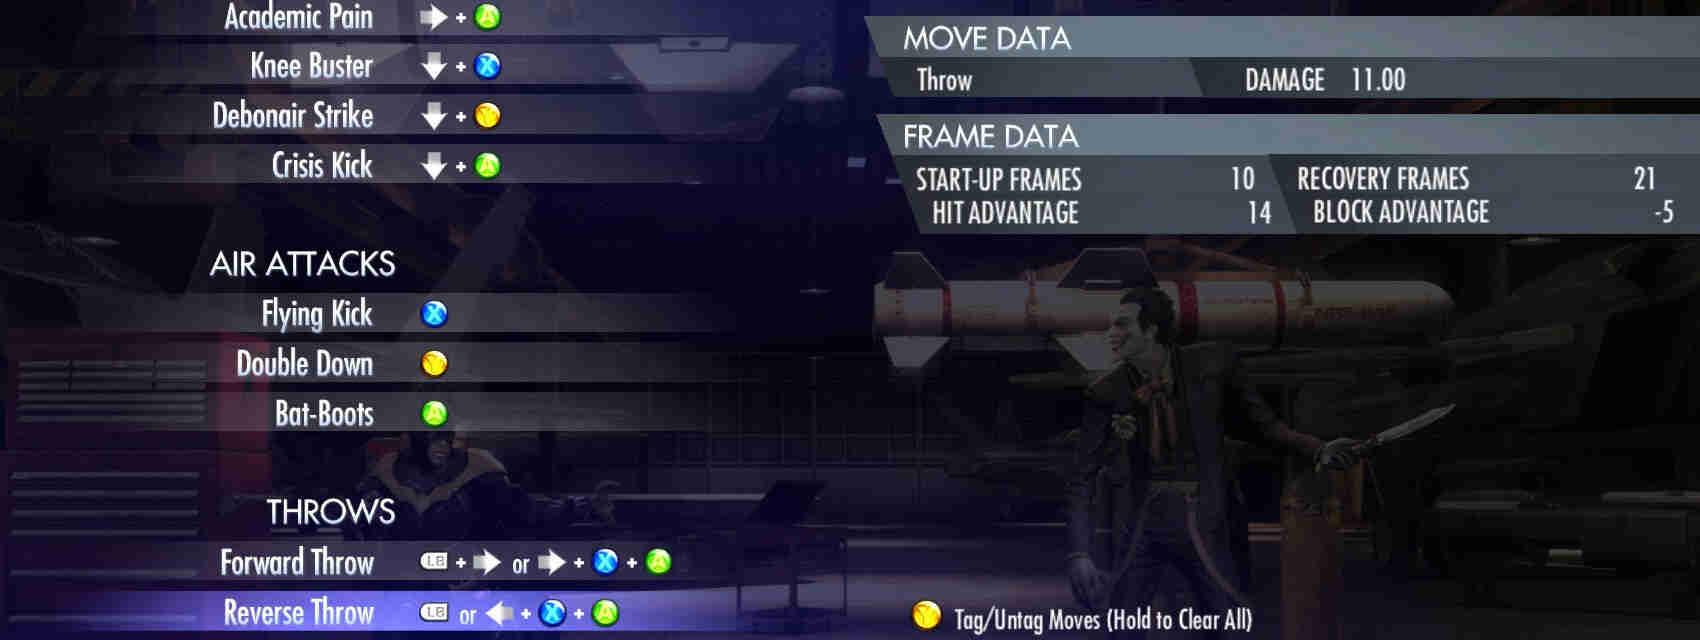 Academic Pain + A
Knee Buster + X
Debonair Strike + Y
Crisis Kick + A
AIR ATTACKS
Flying Kick X
Double Down Y
Bat-Boots A
THROWS
Forward Throw LB + or + X + A
Reverse Throw LB or + X + A
MOVE DATA
Throw DAMAGE 11.00
FRAME DATA
START-UP FRAMES 10 RECOVERY FRAMES 21
HIT ADVANTAGE 14 BLOCK ADVANTAGE -5
Y Tag/Untag Moves (Hold to Clear All)